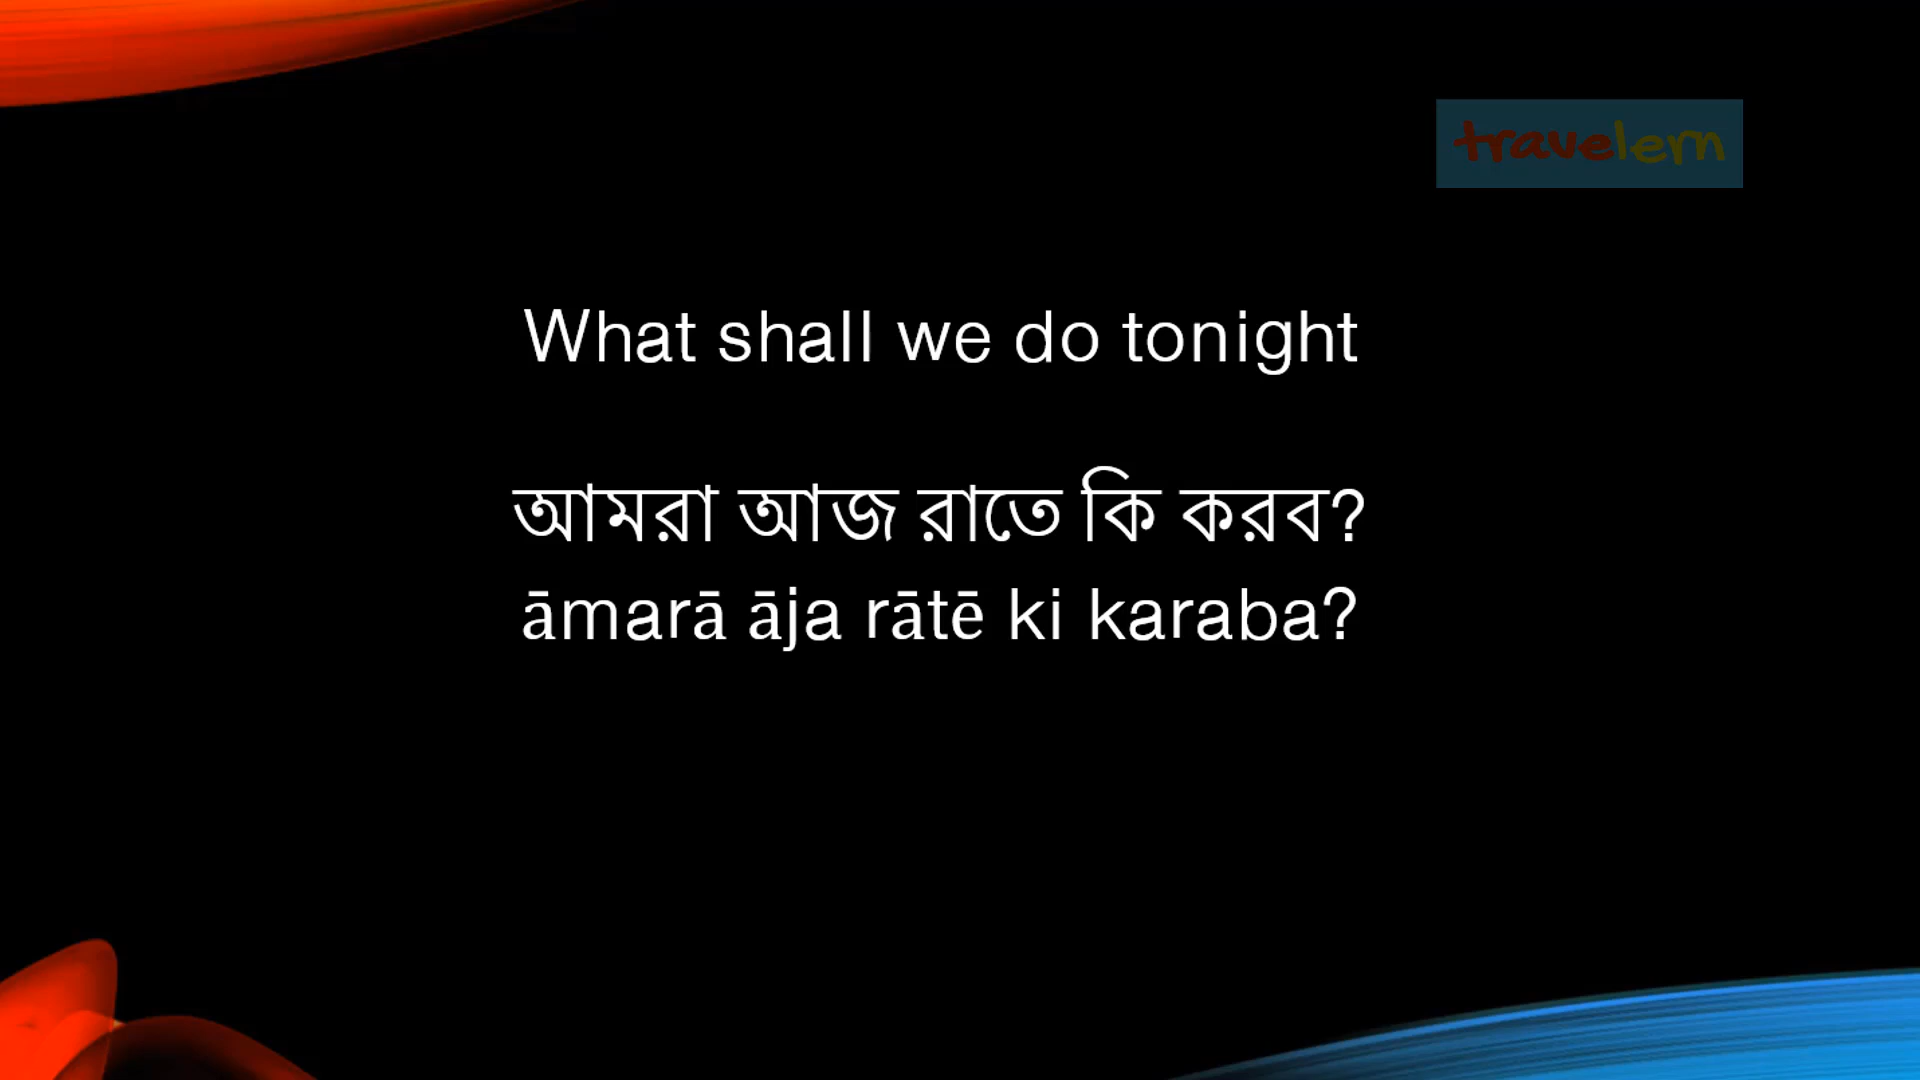 travelern
What shall we do tonight
আমরা আজ রাতে কি করব?
āmarā āja rātē ki karaba?